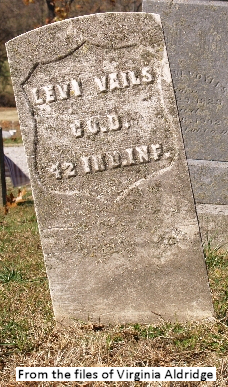 LEVI VAILS
CO. D.
42 IND. INF.
From the files of Virginia Aldridge